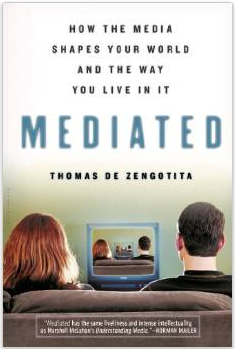 HOW THE MEDIA
SHAPES YOUR WORLD
AND THE WAY
YOU LIVE IN IT
MEDIATED
THOMAS DE ZENGOTITA
"Mediated has the same liveliness and intense intellectuality
as Marshall McLuhan's Understanding Media."—NORMAN MAILER